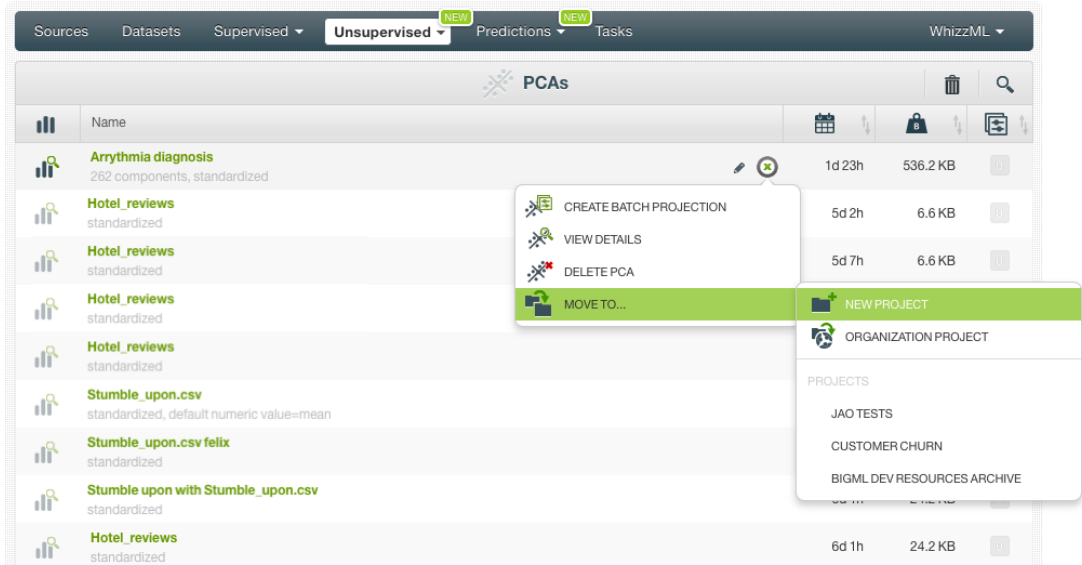 NEW NEW
Sources Datasets Supervised Unsupervised Predictions Tasks WhizzML
PCAs
Name
Arrythmia diagnosis
262 components, standardized
1d 23h 536.2 KB
Hotel_reviews
standardized
5d 2h 6.6 KB
Hotel_reviews
standardized
5d 7h 6.6 KB
Hotel_reviews
standardized
Hotel_reviews
standardized
Stumble_upon.csv
standardized, default numeric value=mean
Stumble_upon.csv felix
standardized
Stumble upon with Stumble_upon.csv
standardized
Hotel_reviews
standardized
6d 1h 24.2 KB
CREATE BATCH PROJECTION
VIEW DETAILS
DELETE PCA
MOVE TO...
NEW PROJECT
ORGANIZATION PROJECT
PROJECTS
JAO TESTS
CUSTOMER CHURN
BIGML DEV RESOURCES ARCHIVE